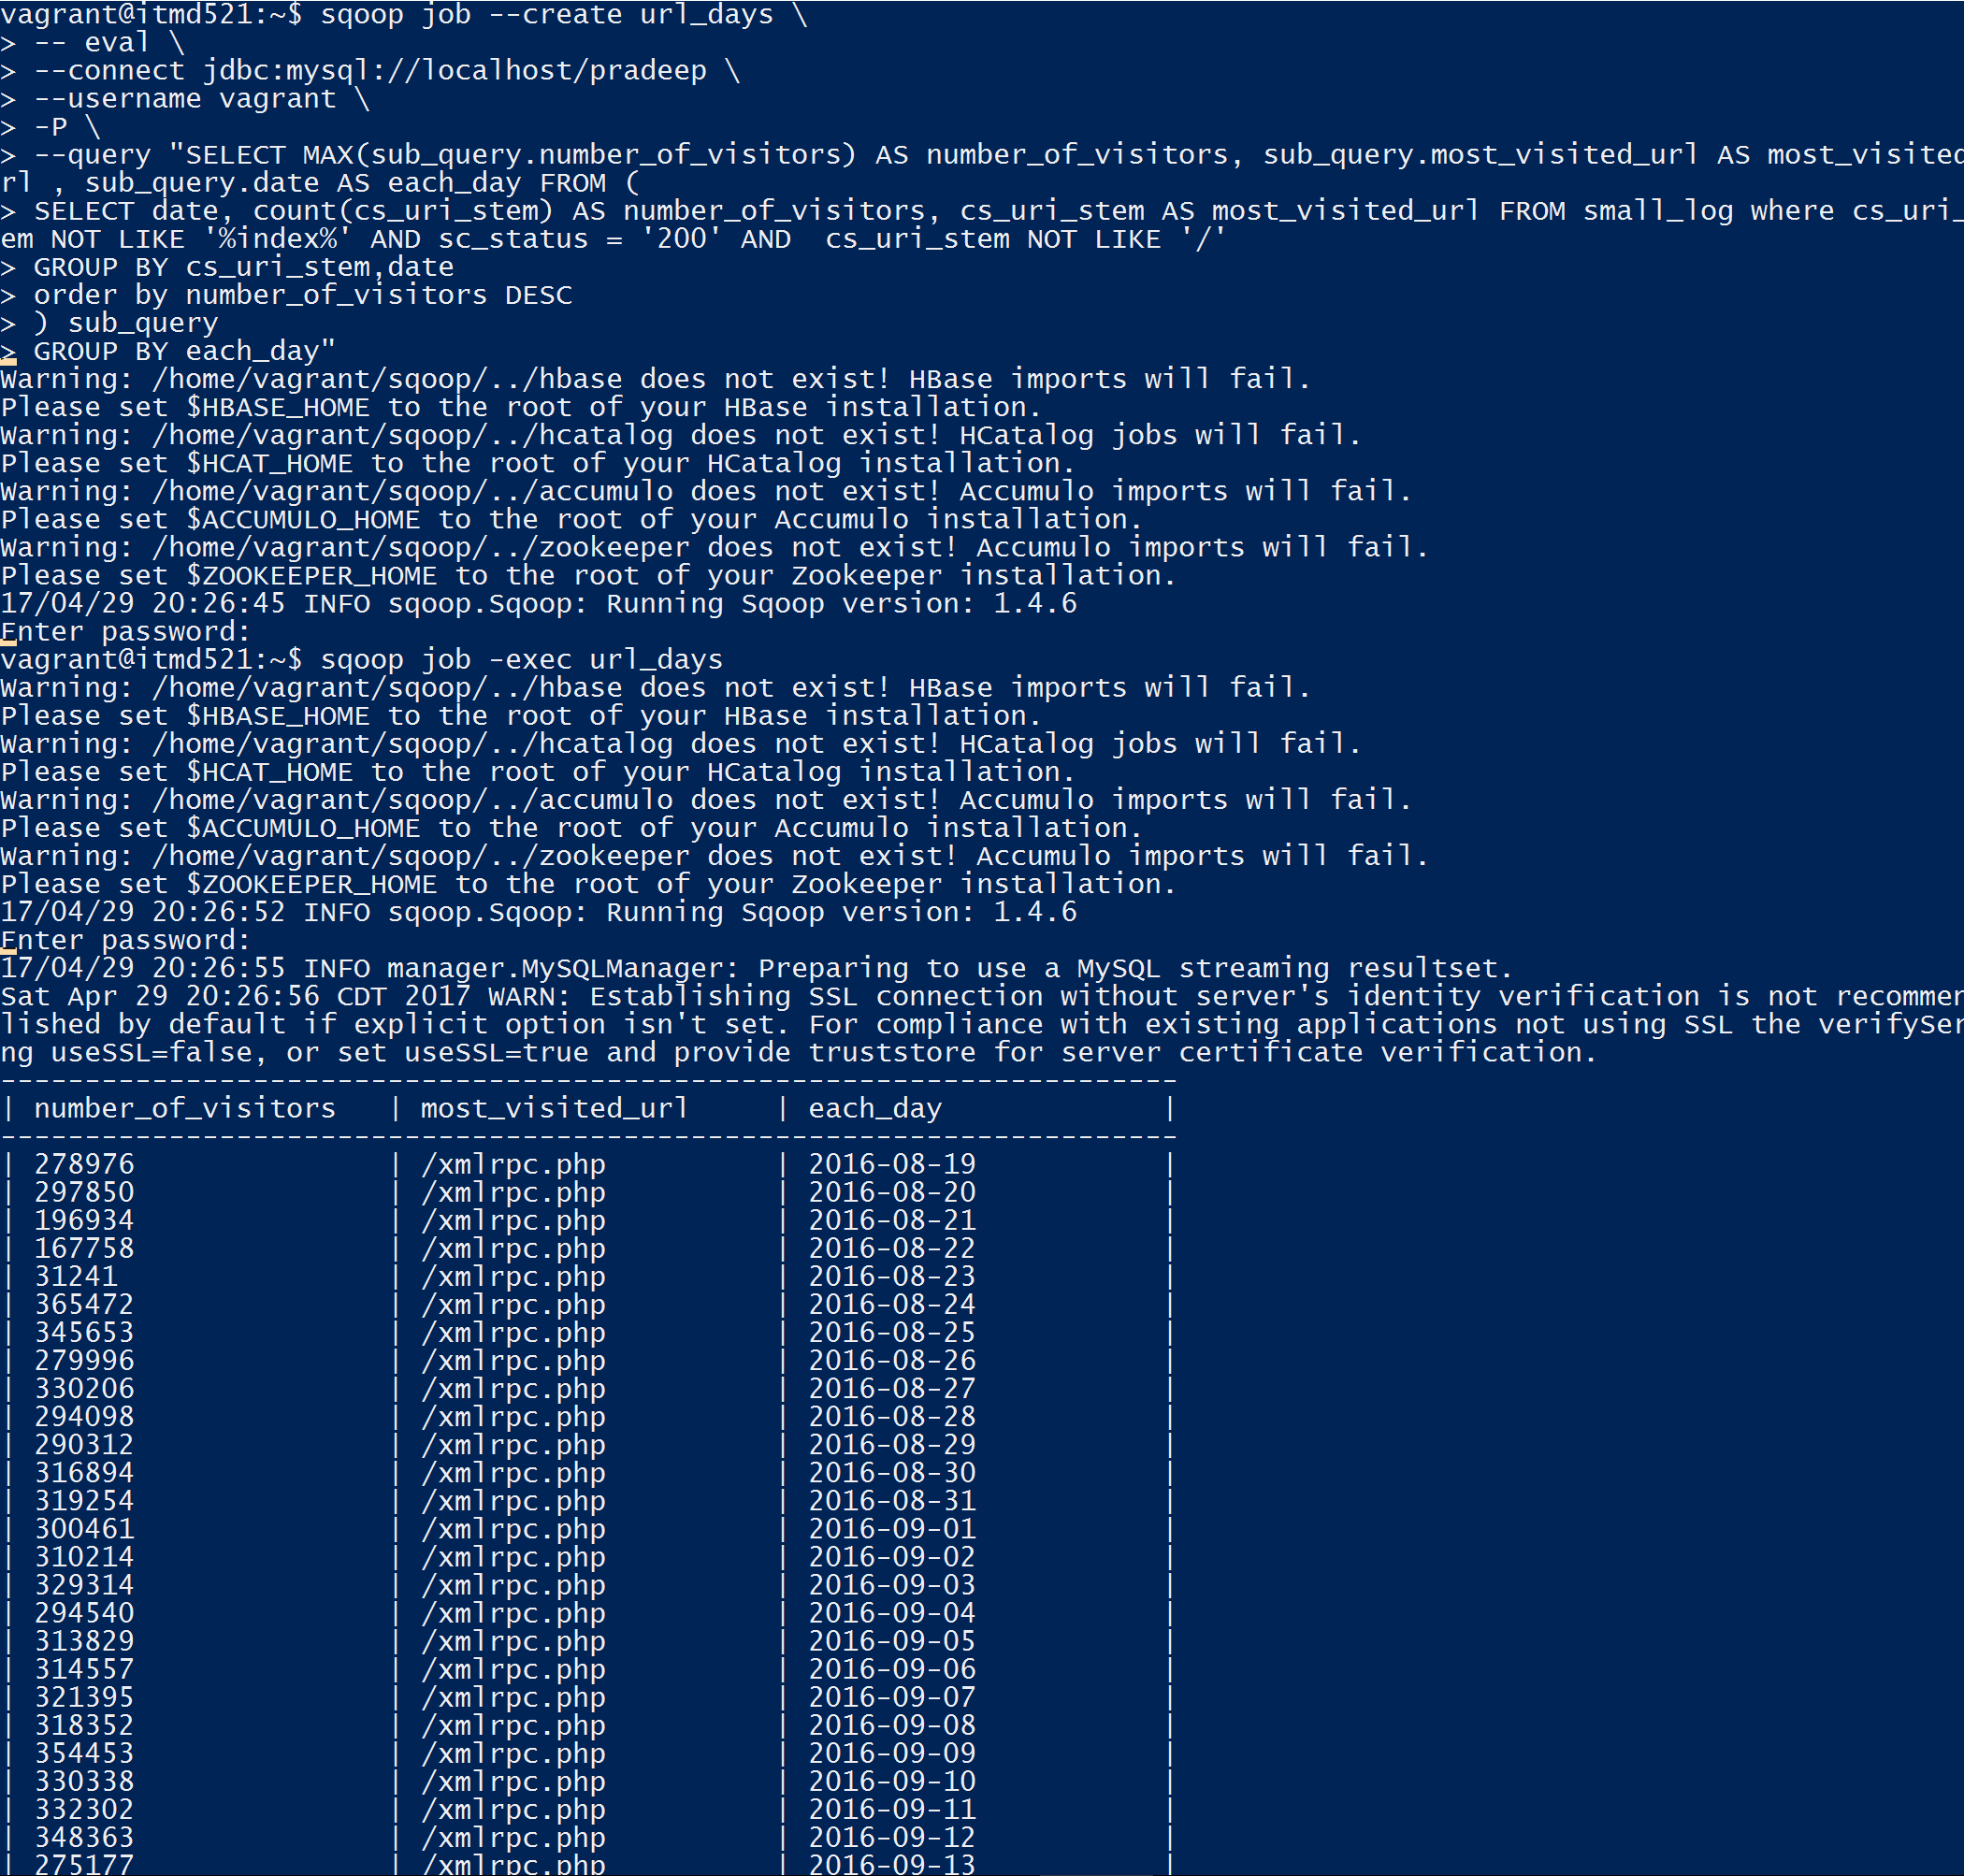 vagrant@itmd521:~$ sqoop job --create url_days \
> -- eval \
> --connect jdbc:mysql://localhost/pradeep \
> --username vagrant \
> -P \
> --query "SELECT MAX(sub_query.number_of_visitors) AS number_of_visitors, sub_query.most_visited_url AS most_visited
rl , sub_query.date AS each_day FROM (
> SELECT date, count(cs_uri_stem) AS number_of_visitors, cs_uri_stem AS most_visited_url FROM small_log where cs_uri_
em NOT LIKE '%index%' AND sc_status = '200' AND  cs_uri_stem NOT LIKE '/'
> GROUP BY cs_uri_stem,date
> order by number_of_visitors DESC
> ) sub_query
> GROUP BY each_day"
Warning: /home/vagrant/sqoop/../hbase does not exist! HBase imports will fail.
Please set $HBASE_HOME to the root of your HBase installation.
Warning: /home/vagrant/sqoop/../hcatalog does not exist! HCatalog jobs will fail.
Please set $HCAT_HOME to the root of your HCatalog installation.
Warning: /home/vagrant/sqoop/../accumulo does not exist! Accumulo imports will fail.
Please set $ACCUMULO_HOME to the root of your Accumulo installation.
Warning: /home/vagrant/sqoop/../zookeeper does not exist! Accumulo imports will fail.
Please set $ZOOKEEPER_HOME to the root of your Zookeeper installation.
17/04/29 20:26:45 INFO sqoop.Sqoop: Running Sqoop version: 1.4.6
Enter password:
vagrant@itmd521:~$ sqoop job -exec url_days
Warning: /home/vagrant/sqoop/../hbase does not exist! HBase imports will fail.
Please set $HBASE_HOME to the root of your HBase installation.
Warning: /home/vagrant/sqoop/../hcatalog does not exist! HCatalog jobs will fail.
Please set $HCAT_HOME to the root of your HCatalog installation.
Warning: /home/vagrant/sqoop/../accumulo does not exist! Accumulo imports will fail.
Please set $ACCUMULO_HOME to the root of your Accumulo installation.
Warning: /home/vagrant/sqoop/../zookeeper does not exist! Accumulo imports will fail.
Please set $ZOOKEEPER_HOME to the root of your Zookeeper installation.
17/04/29 20:26:52 INFO sqoop.Sqoop: Running Sqoop version: 1.4.6
Enter password:
17/04/29 20:26:55 INFO manager.MySQLManager: Preparing to use a MySQL streaming resultset.
Sat Apr 29 20:26:56 CDT 2017 WARN: Establishing SSL connection without server's identity verification is not recommen
lished by default if explicit option isn't set. For compliance with existing applications not using SSL the verifySer
ng useSSL=false, or set useSSL=true and provide truststore for server certificate verification.
----------------------------------------------------------------------
| number_of_visitors   | most_visited_url     | each_day             |
----------------------------------------------------------------------
| 278976               | /xmlrpc.php          | 2016-08-19           |
| 297850               | /xmlrpc.php          | 2016-08-20           |
| 196934               | /xmlrpc.php          | 2016-08-21           |
| 167758               | /xmlrpc.php          | 2016-08-22           |
| 31241                | /xmlrpc.php          | 2016-08-23           |
| 365472               | /xmlrpc.php          | 2016-08-24           |
| 345653               | /xmlrpc.php          | 2016-08-25           |
| 279996               | /xmlrpc.php          | 2016-08-26           |
| 330206               | /xmlrpc.php          | 2016-08-27           |
| 294098               | /xmlrpc.php          | 2016-08-28           |
| 290312               | /xmlrpc.php          | 2016-08-29           |
| 316894               | /xmlrpc.php          | 2016-08-30           |
| 319254               | /xmlrpc.php          | 2016-08-31           |
| 300461               | /xmlrpc.php          | 2016-09-01           |
| 310214               | /xmlrpc.php          | 2016-09-02           |
| 329314               | /xmlrpc.php          | 2016-09-03           |
| 294540               | /xmlrpc.php          | 2016-09-04           |
| 313829               | /xmlrpc.php          | 2016-09-05           |
| 314557               | /xmlrpc.php          | 2016-09-06           |
| 321395               | /xmlrpc.php          | 2016-09-07           |
| 318352               | /xmlrpc.php          | 2016-09-08           |
| 354453               | /xmlrpc.php          | 2016-09-09           |
| 330338               | /xmlrpc.php          | 2016-09-10           |
| 332302               | /xmlrpc.php          | 2016-09-11           |
| 348363               | /xmlrpc.php          | 2016-09-12           |
| 275177               | /xmlrpc.php          | 2016-09-13           |